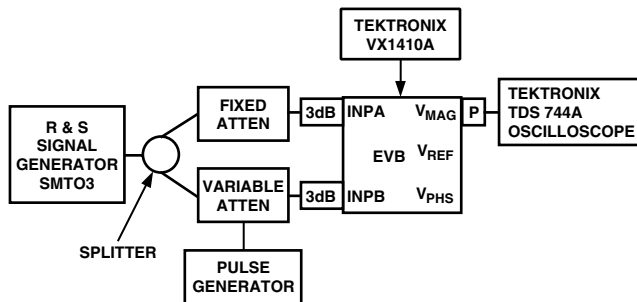 TEKTRONIX
VX1410A
R & S
SIGNAL
GENERATOR
SMTO3
SPLITTER
FIXED
ATTEN
VARIABLE
ATTEN
PULSE
GENERATOR
3dB
3dB
INPA
VMAG
EVB
VREF
INPB
VPHS
P
TEKTRONIX
TDS 744A
OSCILLOSCOPE